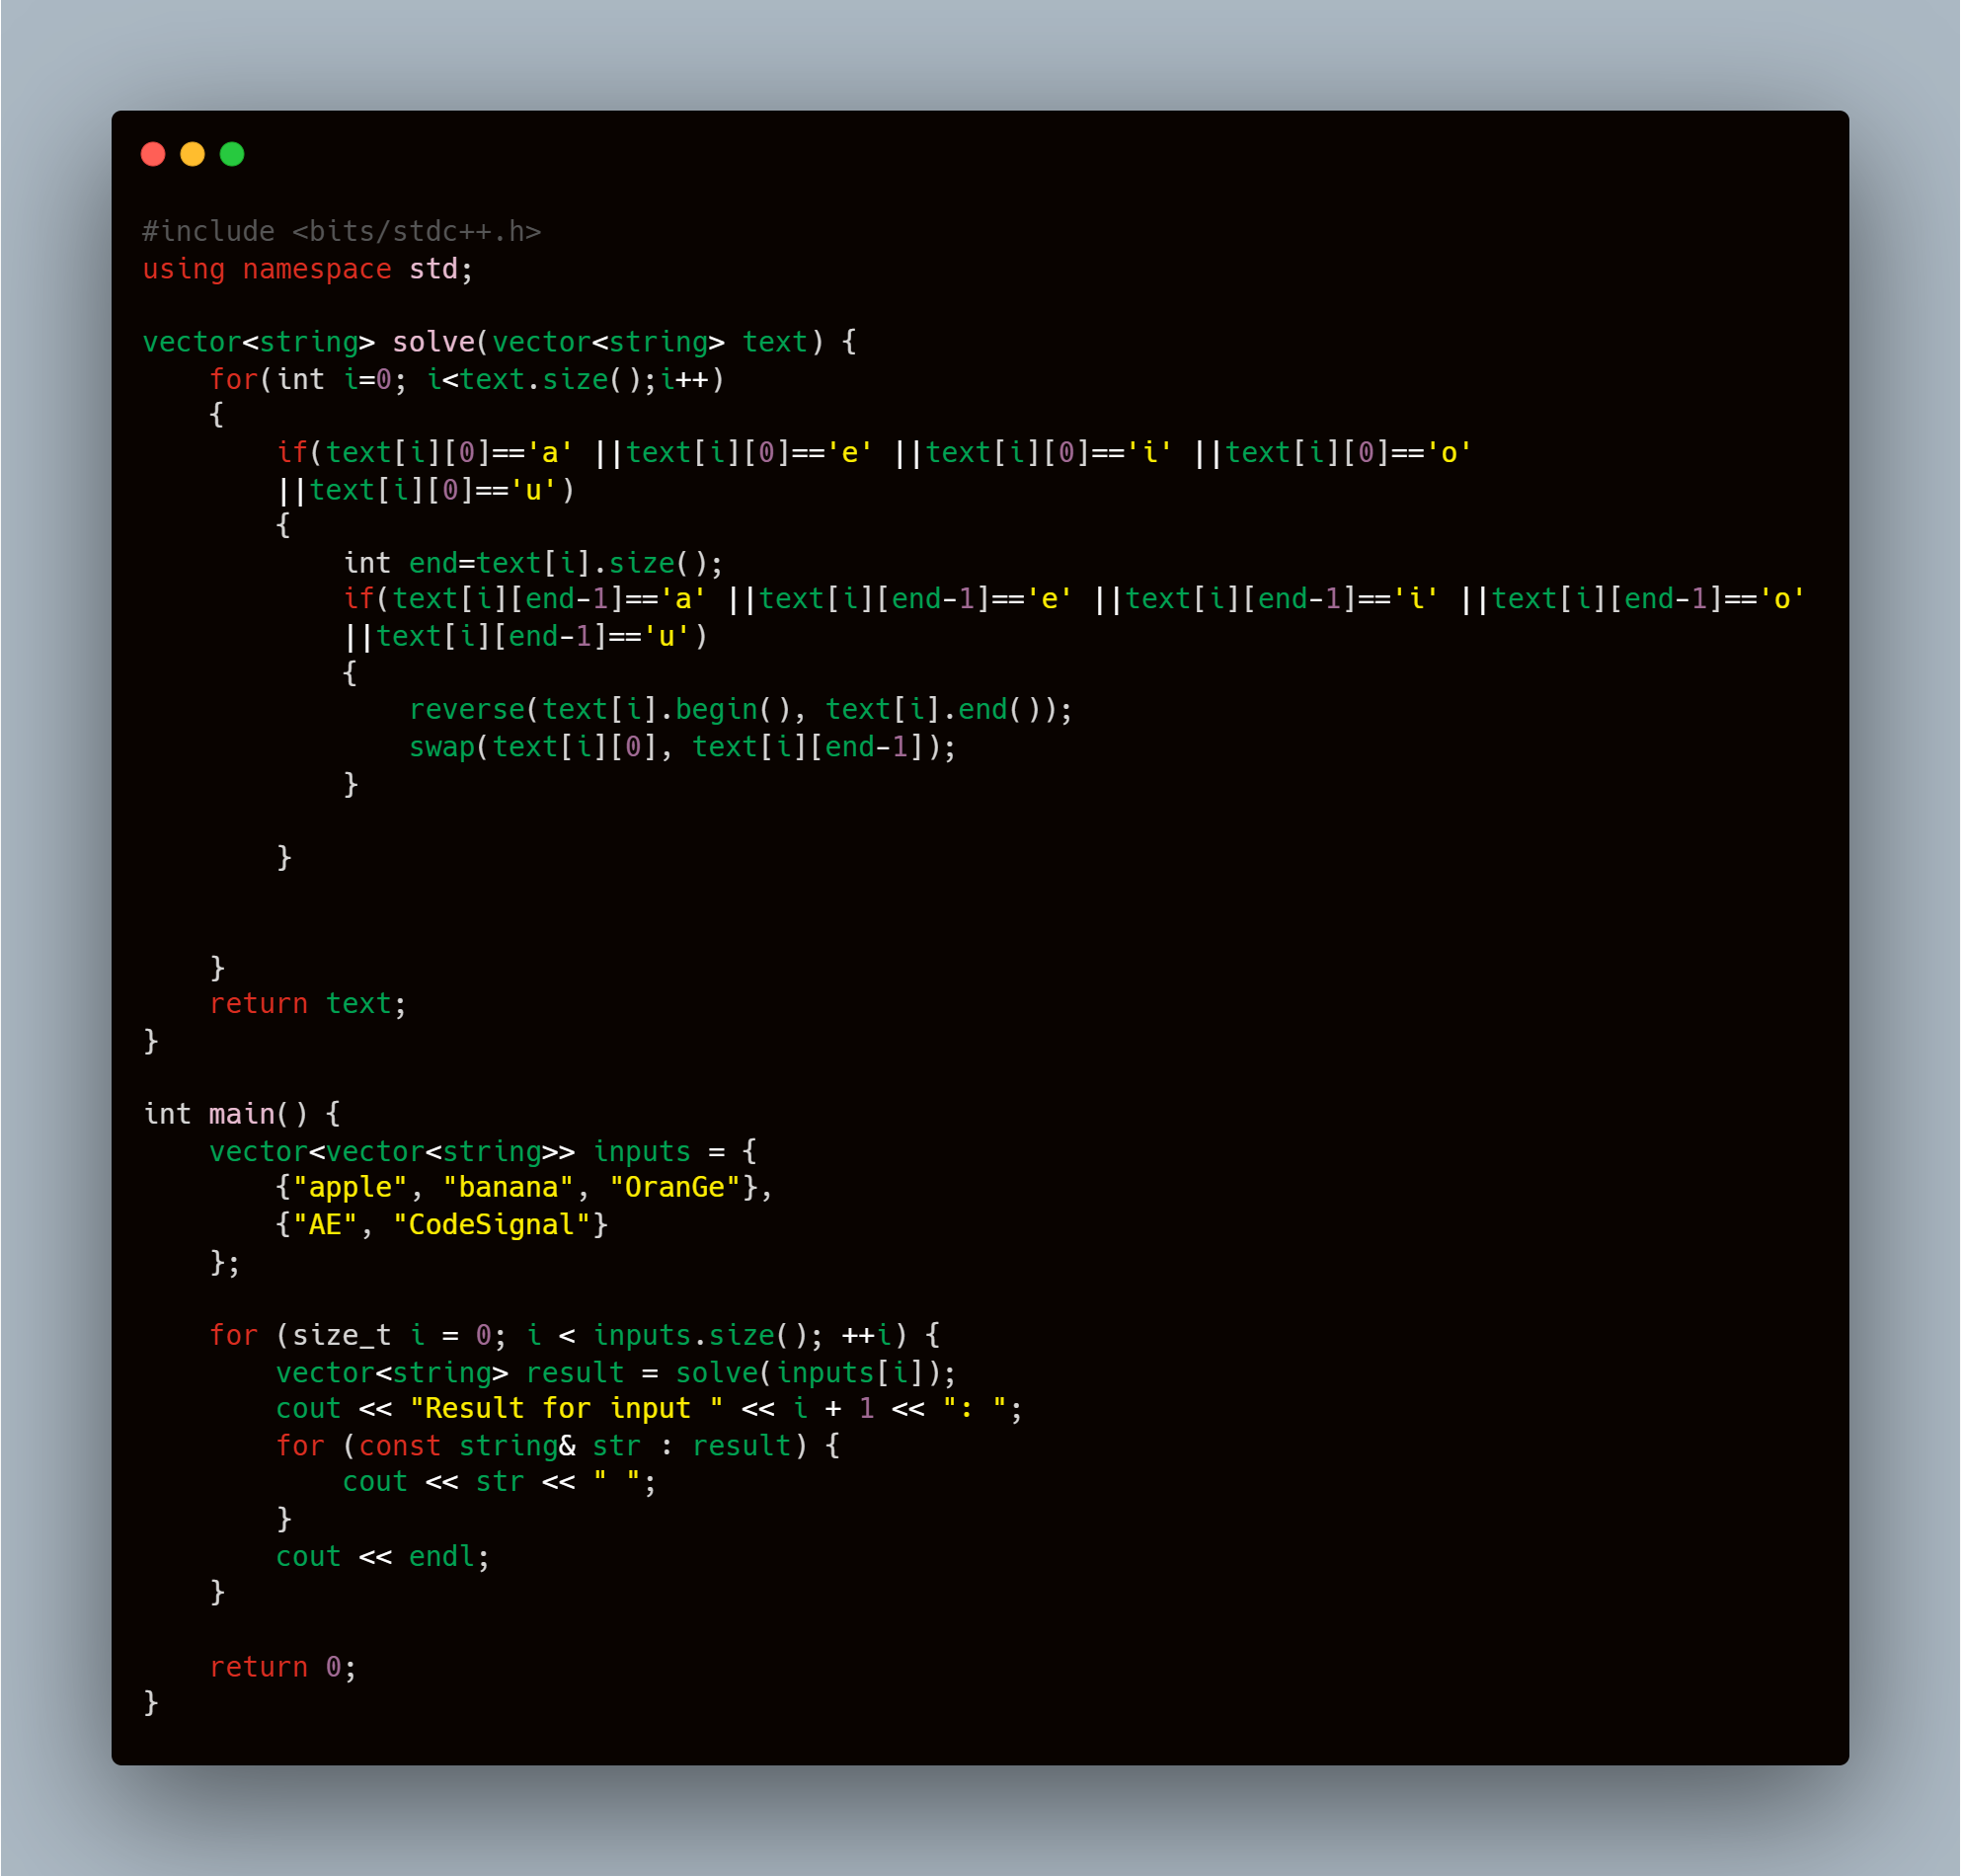 #include <bits/stdc++.h>
using namespace std;

vector<string> solve(vector<string> text) {
    for(int i=0; i<text.size();i++)
    {
        if(text[i][0]=='a' ||text[i][0]=='e' ||text[i][0]=='i' ||text[i][0]=='o'
        ||text[i][0]=='u')
        {
            int end=text[i].size();
            if(text[i][end-1]=='a' ||text[i][end-1]=='e' ||text[i][end-1]=='i' ||text[i][end-1]=='o'
            ||text[i][end-1]=='u')
            {
                reverse(text[i].begin(), text[i].end());
                swap(text[i][0], text[i][end-1]);
            }

        }


    }
    return text;
}

int main() {
    vector<vector<string>> inputs = {
        {"apple", "banana", "OranGe"},
        {"AE", "CodeSignal"}
    };

    for (size_t i = 0; i < inputs.size(); ++i) {
        vector<string> result = solve(inputs[i]);
        cout << "Result for input " << i + 1 << ": ";
        for (const string& str : result) {
            cout << str << " ";
        }
        cout << endl;
    }

    return 0;
}